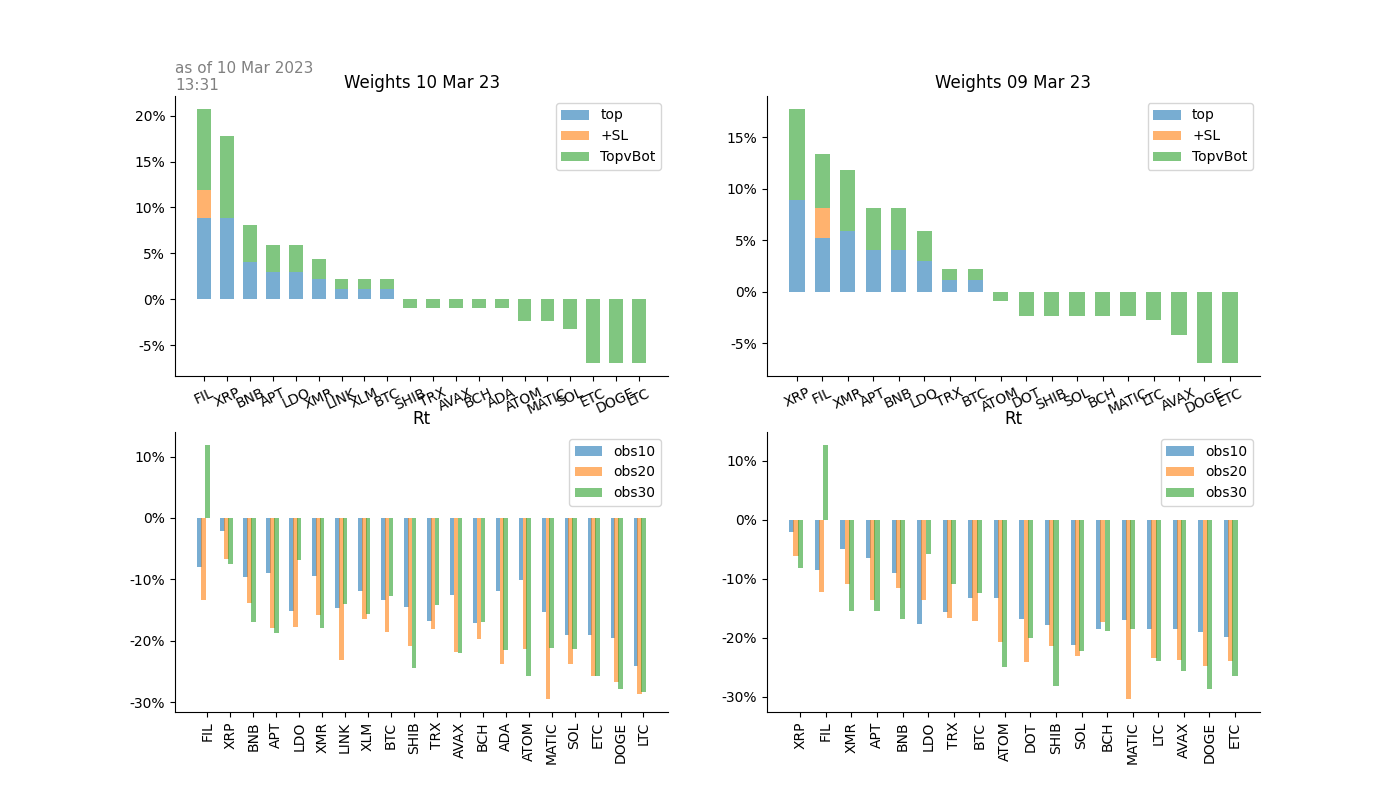 as of 10 Mar 2023
13:31
Weights 10 Mar 23
20%
15%
10%
5%
0%
-5%
top
+SL
TopvBot
FIL XRP BNB APT LDO XMR LINK XLM BTC SHIB TRX AVAX BCH ADA ATOM MATIC SOL ETC DOGE LTC
Weights 09 Mar 23
15%
10%
5%
0%
-5%
top
+SL
TopvBot
XRP FIL XMR APT BNB LDO TRX BTC ATOM DOT SHIB SOL BCH MATIC LTC AVAX DOGE ETC
Rt
10%
0%
-10%
-20%
-30%
obs10
obs20
obs30
FIL XRP BNB APT LDO XMR LINK XLM BTC SHIB TRX AVAX BCH ADA ATOM MATIC SOL ETC DOGE LTC
Rt
10%
0%
-10%
-20%
-30%
obs10
obs20
obs30
XRP FIL XMR APT BNB LDO TRX BTC ATOM DOT SHIB SOL BCH MATIC LTC AVAX DOGE ETC